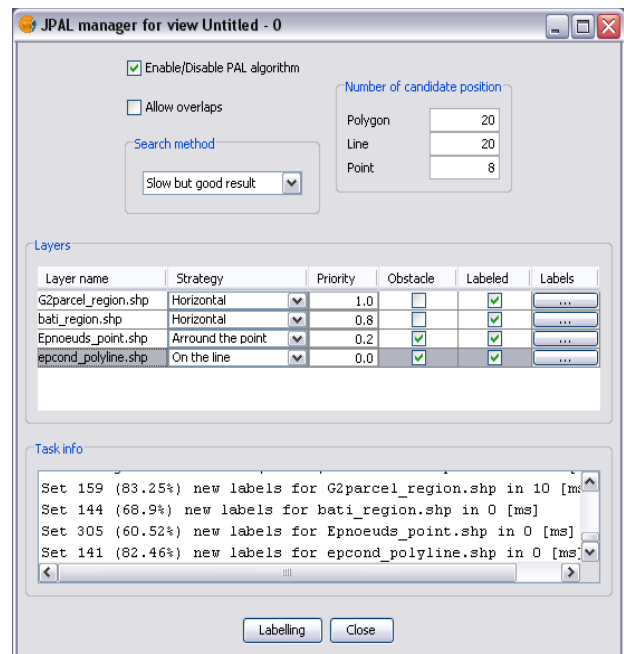 JPAL manager for view Untitled - 0
Enable/Disable PAL algorithm
Allow overlaps
Search method
Slow but good result
Number of candidate position
Polygon 20
Line 20
Point 8
Layers
Layer name Strategy Priority Obstacle Labeled Labels
G2parcel_region.shp Horizontal 1.0 ...
bati_region.shp Horizontal 0.8 ...
Epnoeuds_point.shp Arround the point 0.2 ...
epcond_polyline.shp On the line 0.0 ...
Task info
Set 159 (83.25%) new labels for G2parcel_region.shp in 10 [ms
Set 144 (68.9%) new labels for bati_region.shp in 0 [ms]
Set 305 (60.52%) new labels for Epnoeuds_point.shp in 0 [ms]
Set 141 (82.46%) new labels for epcond_polyline.shp in 0 [ms]
Labelling Close